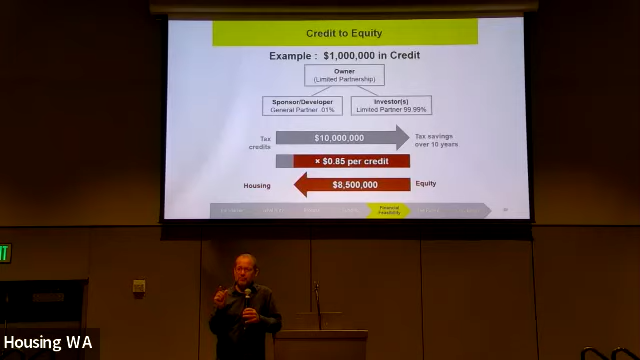 Credit to Equity
Example : $1,000,000 in Credit
Owner
(Limited Partnership)
Sponsor/Developer
General Partner .01%
Investor(s)
Limited Partner 99.99%
Tax
credits
$10,000,000
Tax savings
over 10 years
× $0.85 per credit
Housing
$8,500,000
Equity
Financial
Feasibility
Housing WA